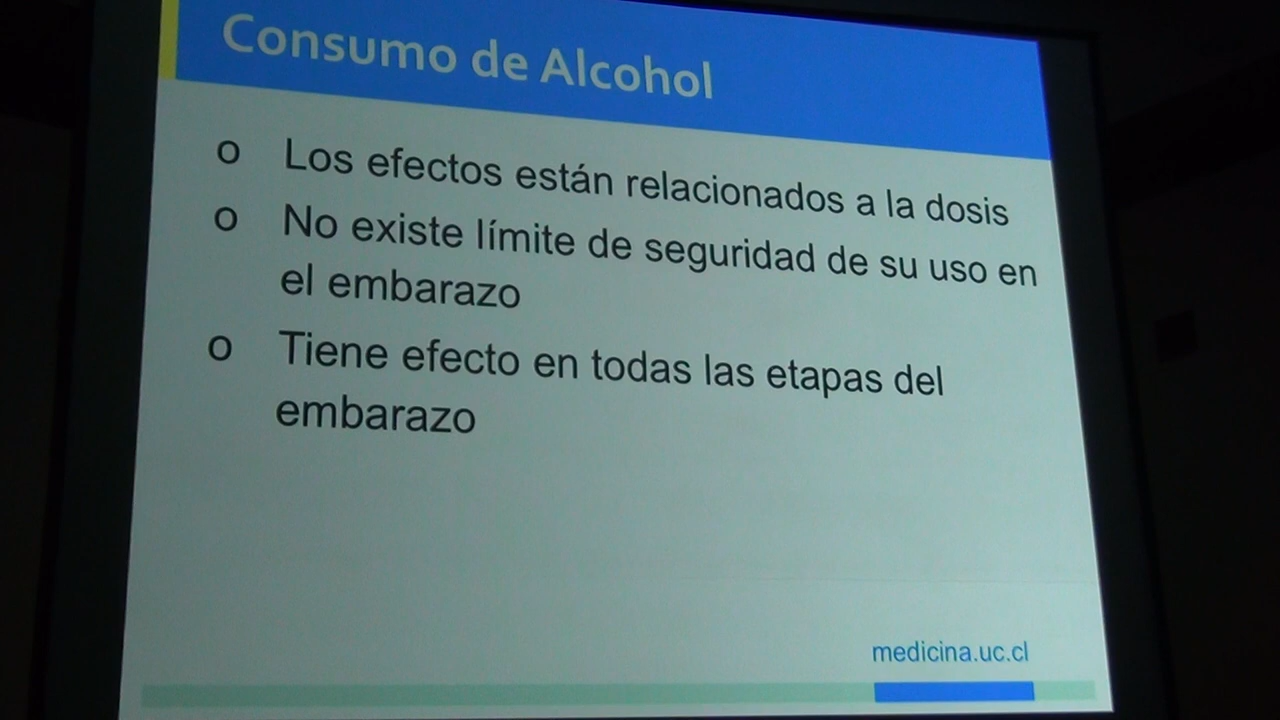 Consumo de Alcohol
o Los efectos están relacionados a la dosis
o No existe límite de seguridad de su uso en
el embarazo
o Tiene efecto en todas las etapas del
embarazo
medicina.uc.cl